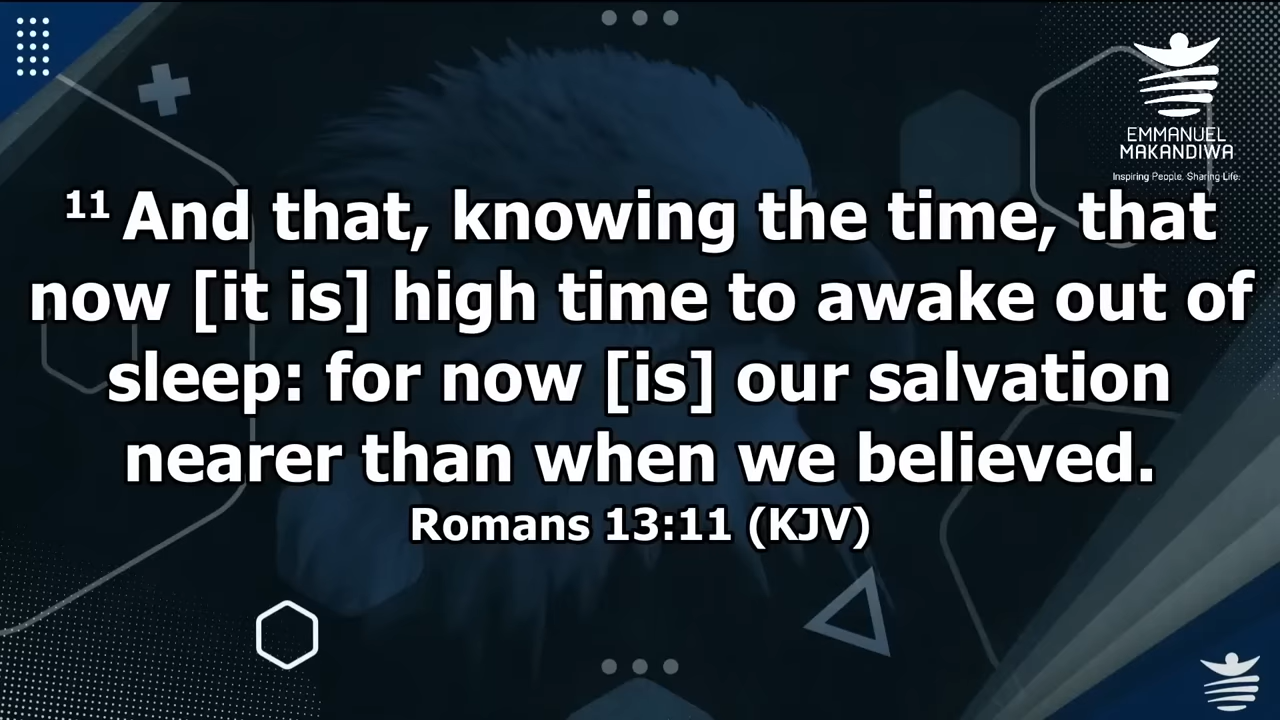 EMMANUEL
MAKANDIWA
Inspiring People. Sharing Life.
11 And that, knowing the time, that
now [it is] high time to awake out of
sleep: for now [is] our salvation
nearer than when we believed.
Romans 13:11 (KJV)